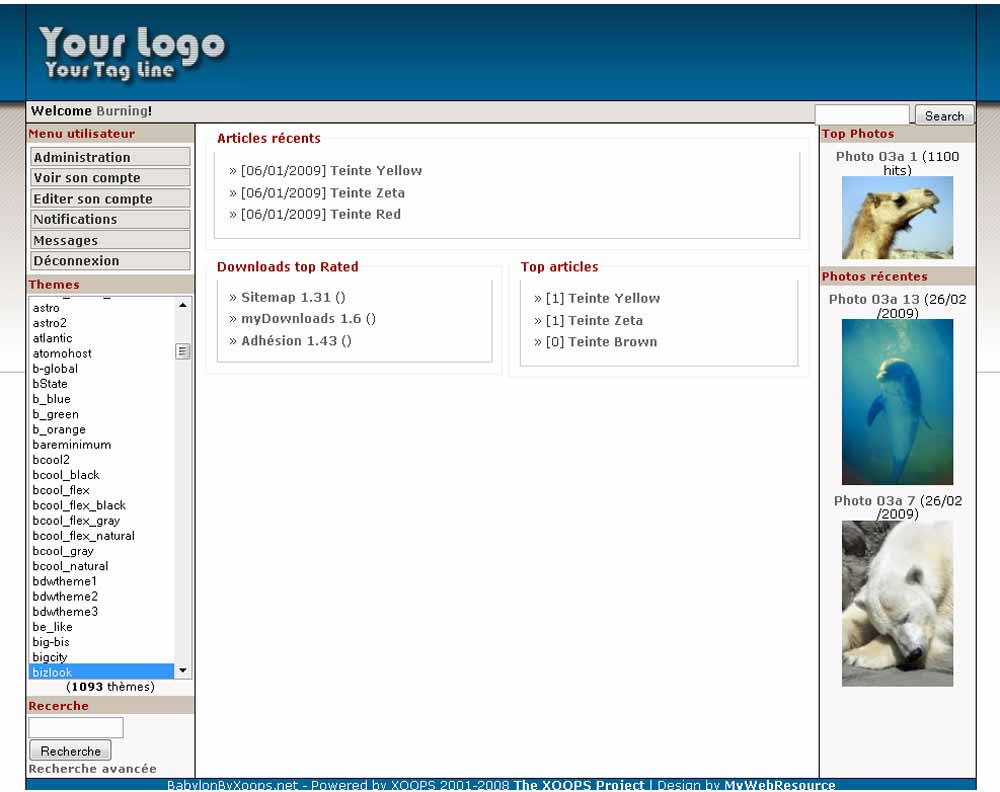 Your Logo
Your Tag Line
Welcome Burning!
Search
Menu utilisateur
Administration
Voir son compte
Editer son compte
Notifications
Messages
Déconnexion
Themes
astro
astro2
atlantic
atomohost
b-global
bState
b_blue
b_green
b_orange
bareminimum
bcool2
bcool_black
bcool_flex
bcool_flex_black
bcool_flex_gray
bcool_flex_natural
bcool_gray
bcool_natural
bdwtheme1
bdwtheme2
bdwtheme3
be_like
big-bis
bigcity
bizlook
(1093 thèmes)
Recerche
Recherche
Recherche avancée
Articles récents
» [06/01/2009] Teinte Yellow
» [06/01/2009] Teinte Zeta
» [06/01/2009] Teinte Red
Downloads top Rated
» Sitemap 1.31 ()
» myDownloads 1.6 ()
» Adhésion 1.43 ()
Top articles
» [1] Teinte Yellow
» [1] Teinte Zeta
» [0] Teinte Brown
Top Photos
Photo 03a 1 (1100
hits)
Photos récentes
Photo 03a 13 (26/02
/2009)
Photo 03a 7 (26/02
/2009)
BabylonByXoops.net - Powered by XOOPS 2001-2008 The XOOPS Project | Design by MyWebResource